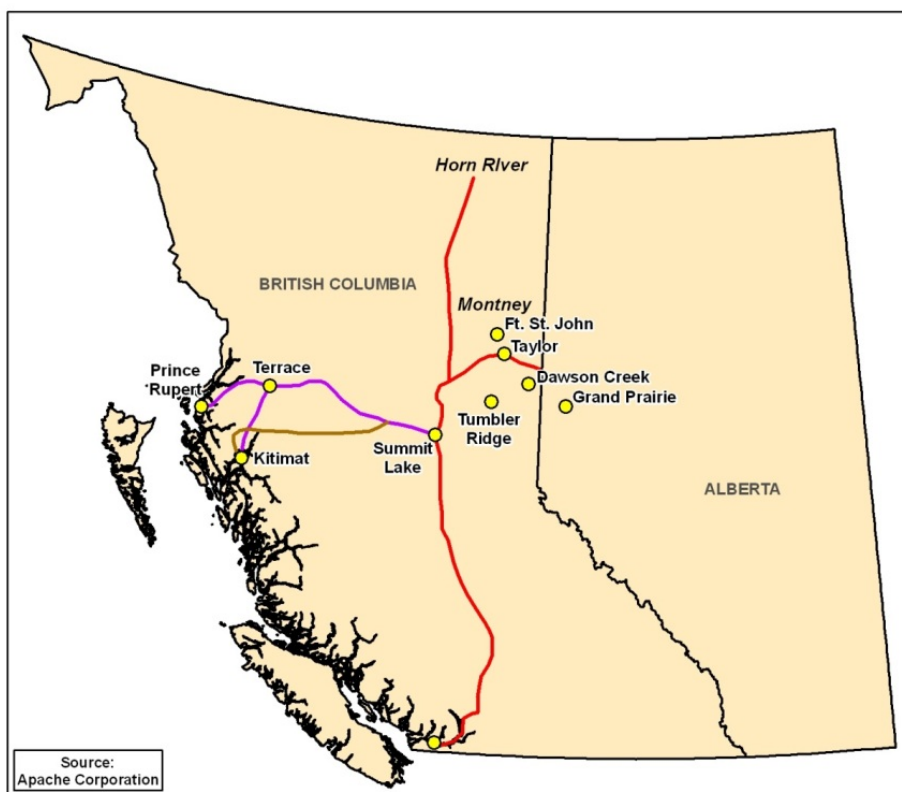 Horn RIver
BRITISH COLUMBIA
Montney
Ft. St. John
Taylor
Prince
Rupert
Terrace
Dawson Creek
Grand Prairie
Tumbler
Ridge
Summit
Lake
Kitimat
ALBERTA
Source:
Apache Corporation